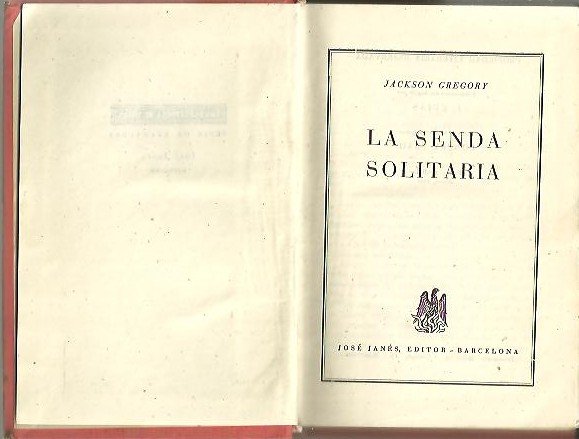 JACKSON GREGORY
LA SENDA
SOLITARIA
JOSÉ JANÉS, EDITOR - BARCELONA